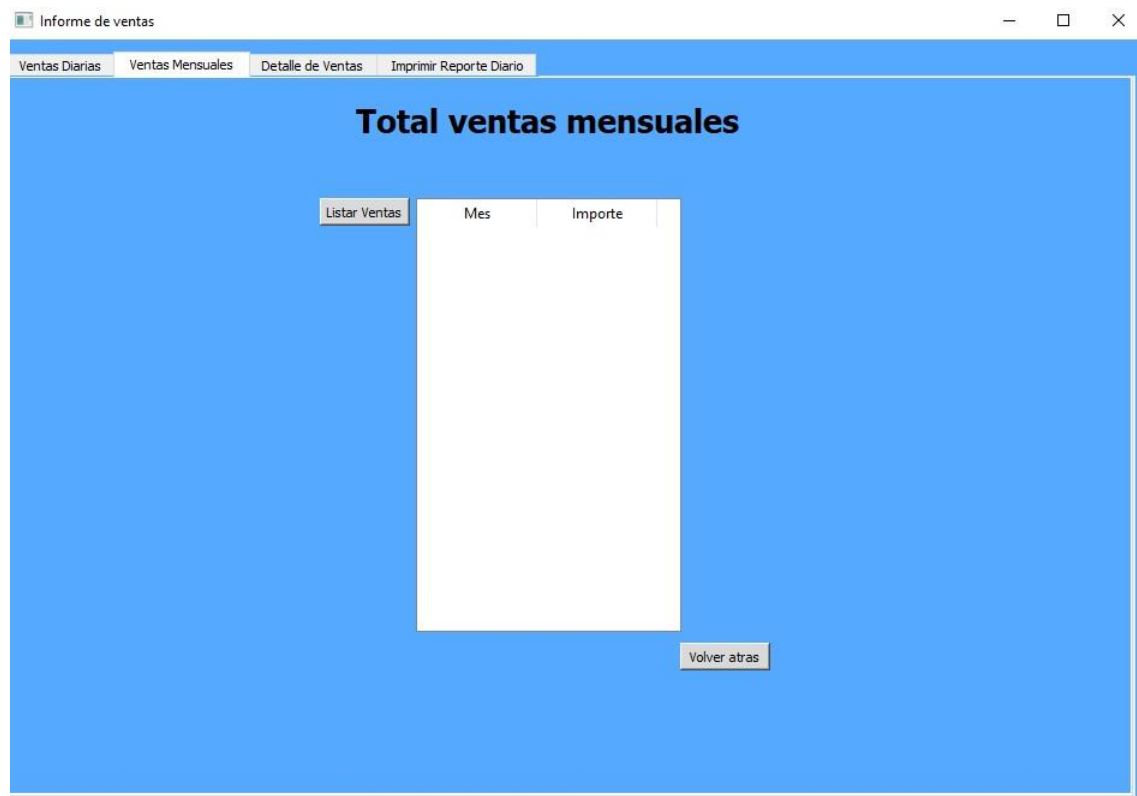 Informe de ventas
Ventas Diarias Ventas Mensuales Detalle de Ventas Imprimir Reporte Diario
Total ventas mensuales
Listar Ventas Mes Importe
Volver atras